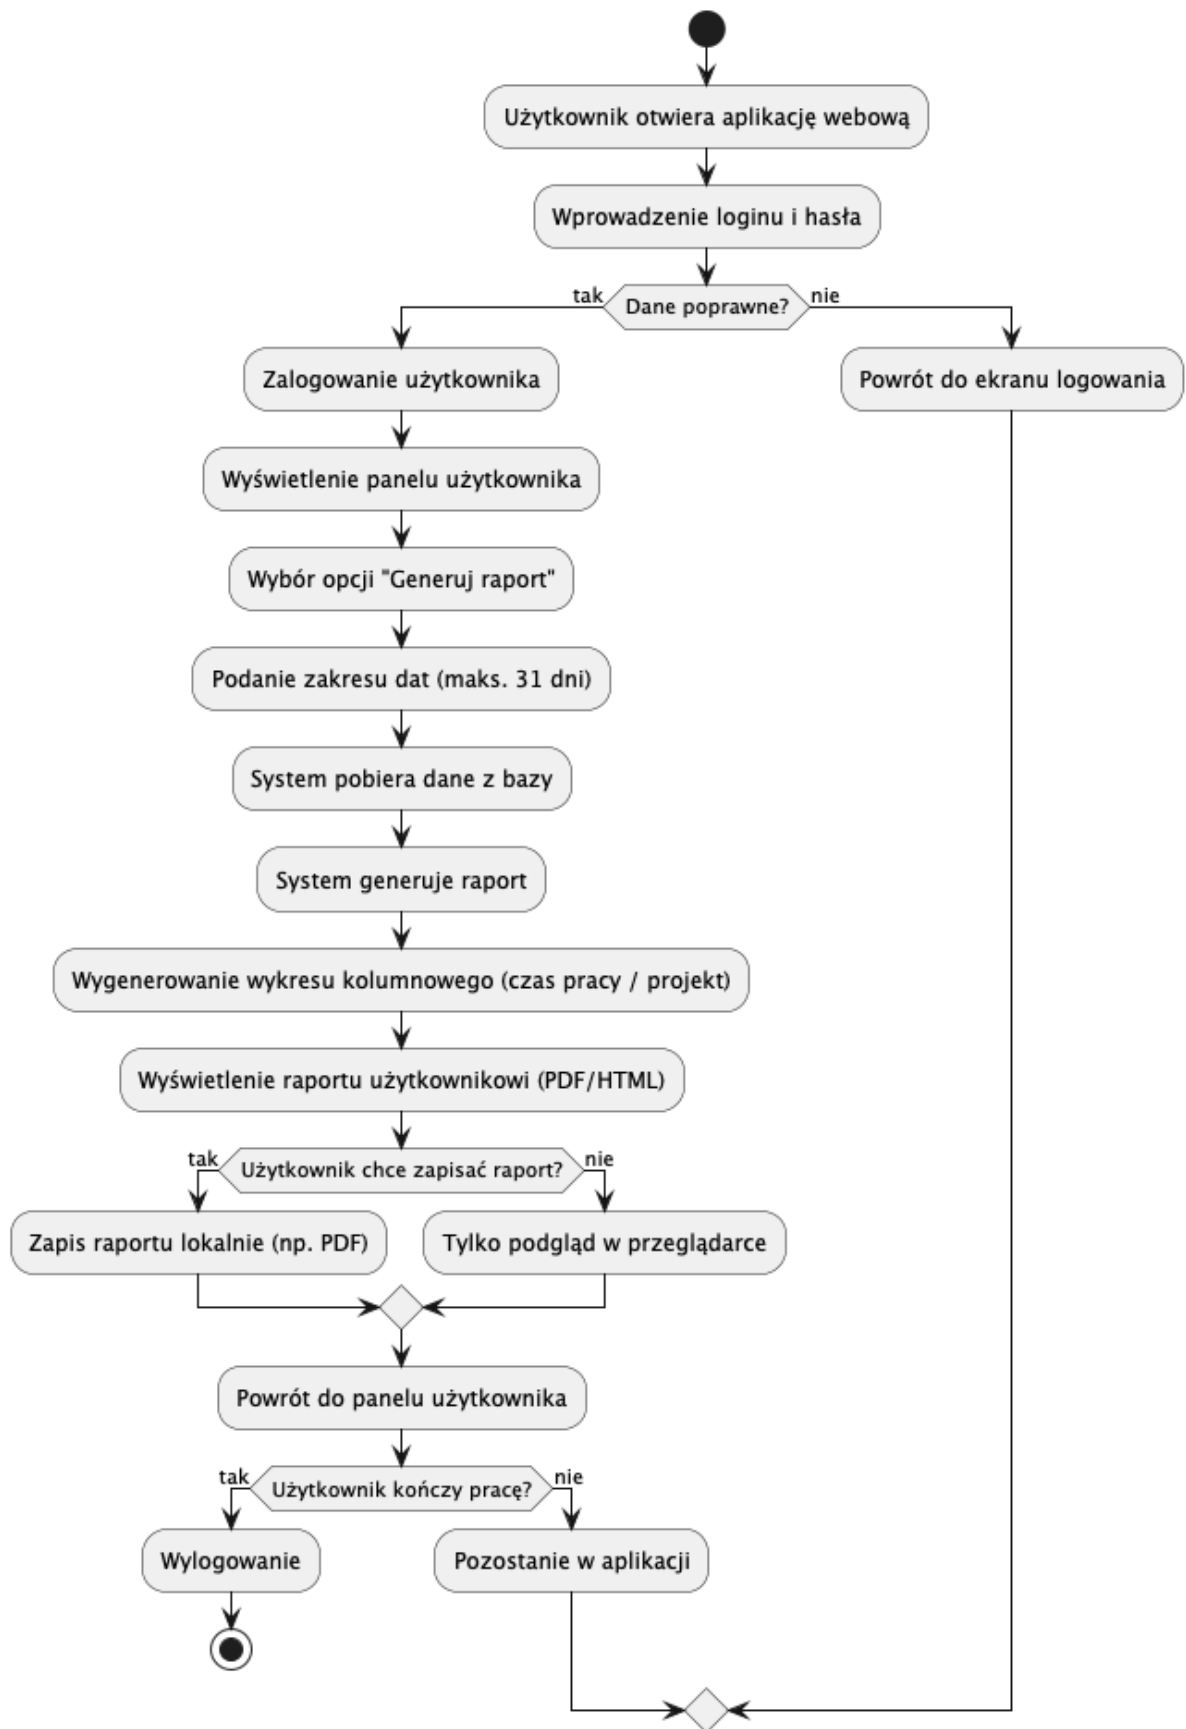 Użytkownik otwiera aplikację webową
Wprowadzenie loginu i hasła
tak
Dane poprawne?
nie
Zalogowanie użytkownika
Powrót do ekranu logowania
Wyświetlenie panelu użytkownika
Wybór opcji "Generuj raport"
Podanie zakresu dat (maks. 31 dni)
System pobiera dane z bazy
System generuje raport
Wygenerowanie wykresu kolumnowego (czas pracy / projekt)
Wyświetlenie raportu użytkownikowi (PDF/HTML)
tak
Użytkownik chce zapisać raport?
nie
Zapis raportu lokalnie (np. PDF)
Tylko podgląd w przeglądarce
Powrót do panelu użytkownika
tak
Użytkownik kończy pracę?
nie
Wylogowanie
Pozostanie w aplikacji